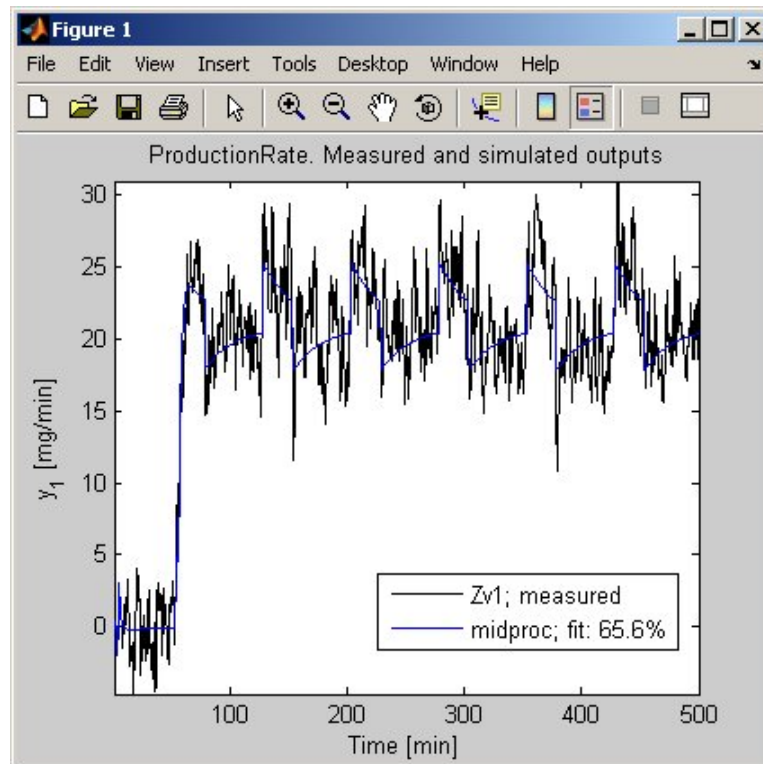 Figure 1
File Edit View Insert Tools Desktop Window Help
ProductionRate. Measured and simulated outputs
30
25
20
15
10
5
0
y1 [mg/min]
Zv1; measured
midproc; fit: 65.6%
100 200 300 400 500
Time [min]